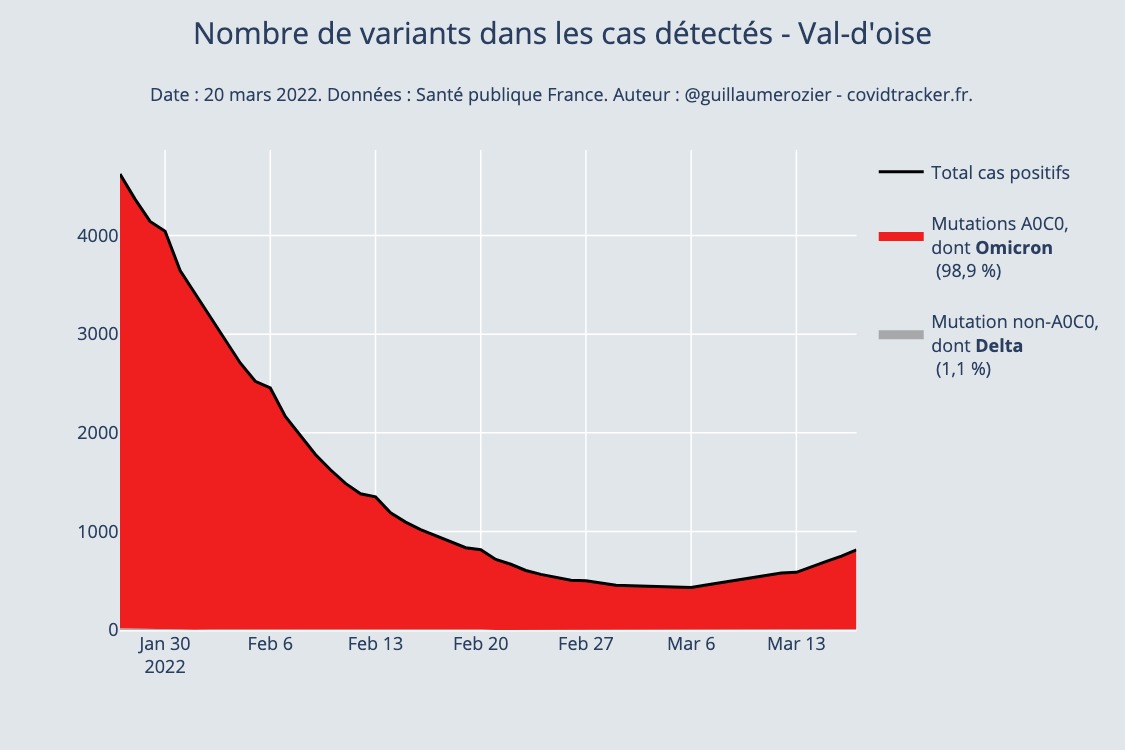 Nombre de variants dans les cas détectés - Val-d'oise
Date : 20 mars 2022. Données : Santé publique France. Auteur : @guillaumerozier - covidtracker.fr.
Total cas positifs
Mutations A0C0,
dont Omicron
(98,9 %)
Mutation non-A0C0,
dont Delta
(1,1 %)
4000
3000
2000
1000
0
Jan 30
2022
Feb 6
Feb 13
Feb 20
Feb 27
Mar 6
Mar 13